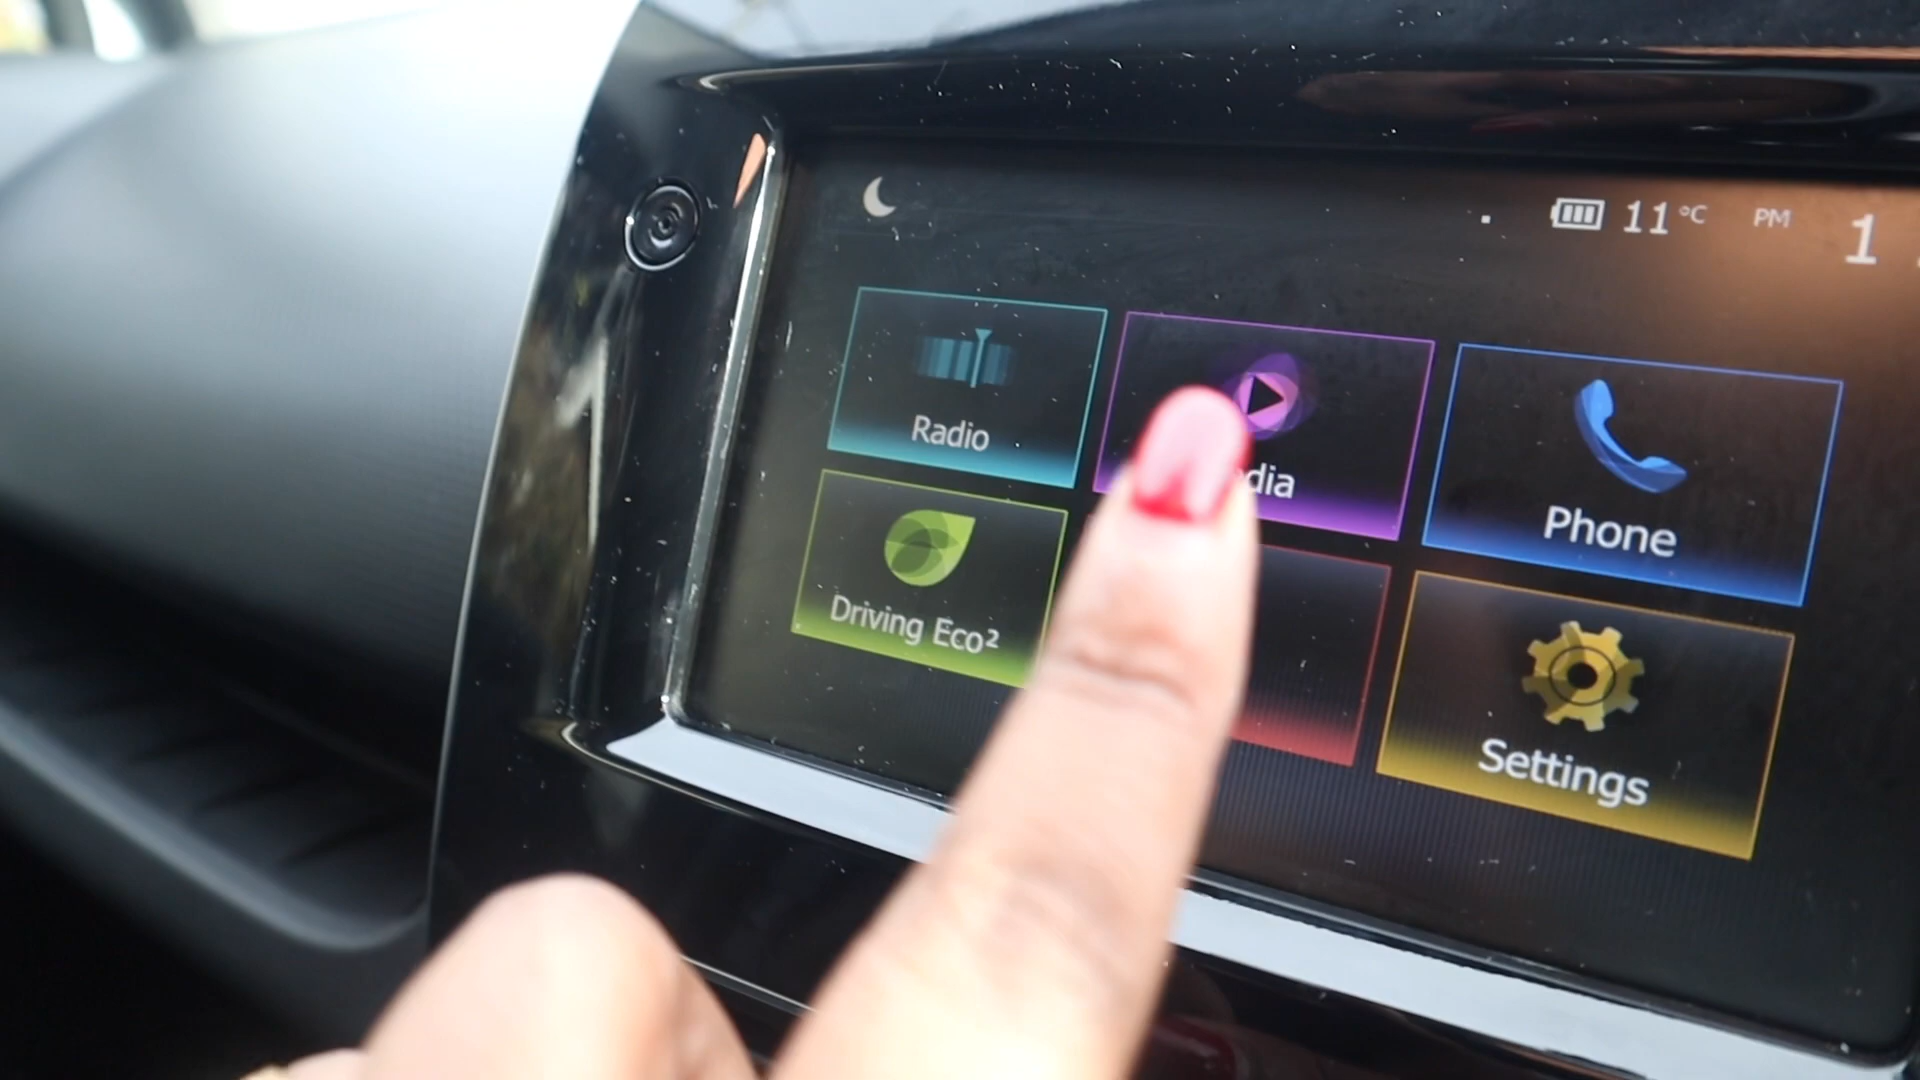 11 °C PM 1
Radio
dia
Phone
Driving Eco²
Settings